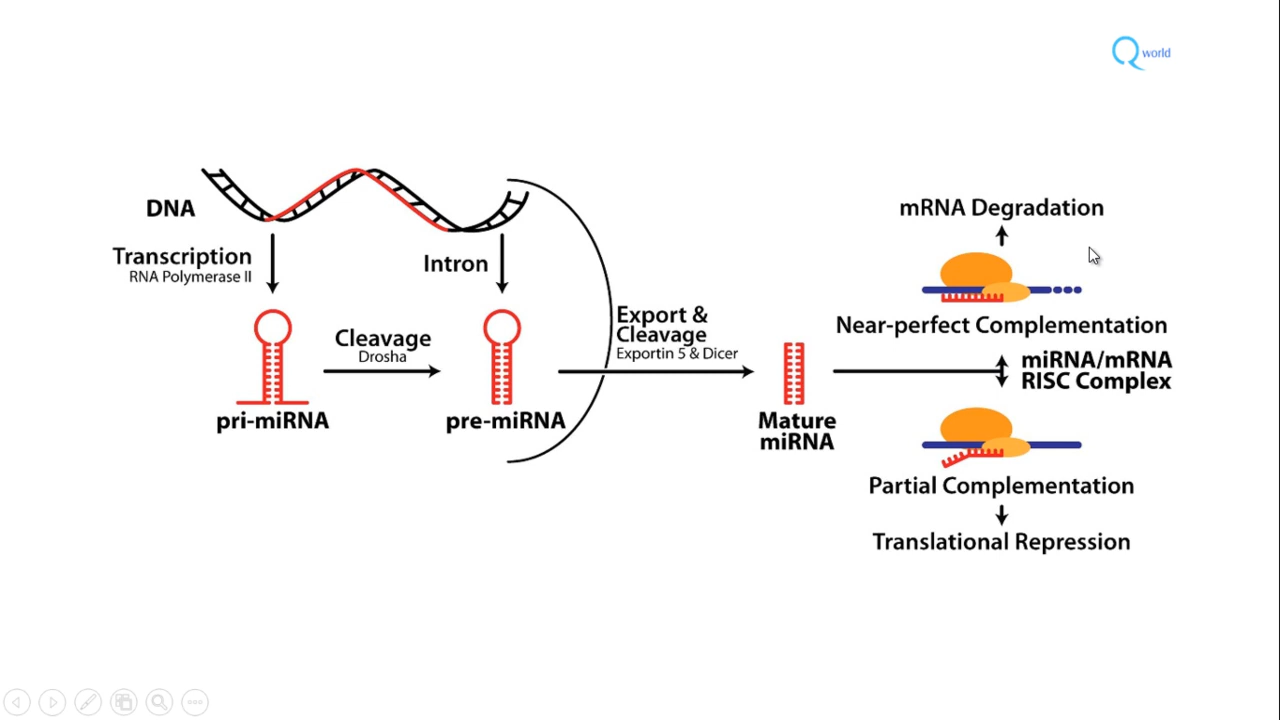 Q world
DNA
Transcription
RNA Polymerase II
Intron
pri-miRNA
Cleavage
Drosha
pre-miRNA
Export &
Cleavage
Exportin 5 & Dicer
Mature
miRNA
mRNA Degradation
Near-perfect Complementation
miRNA/mRNA
RISC Complex
Partial Complementation
Translational Repression